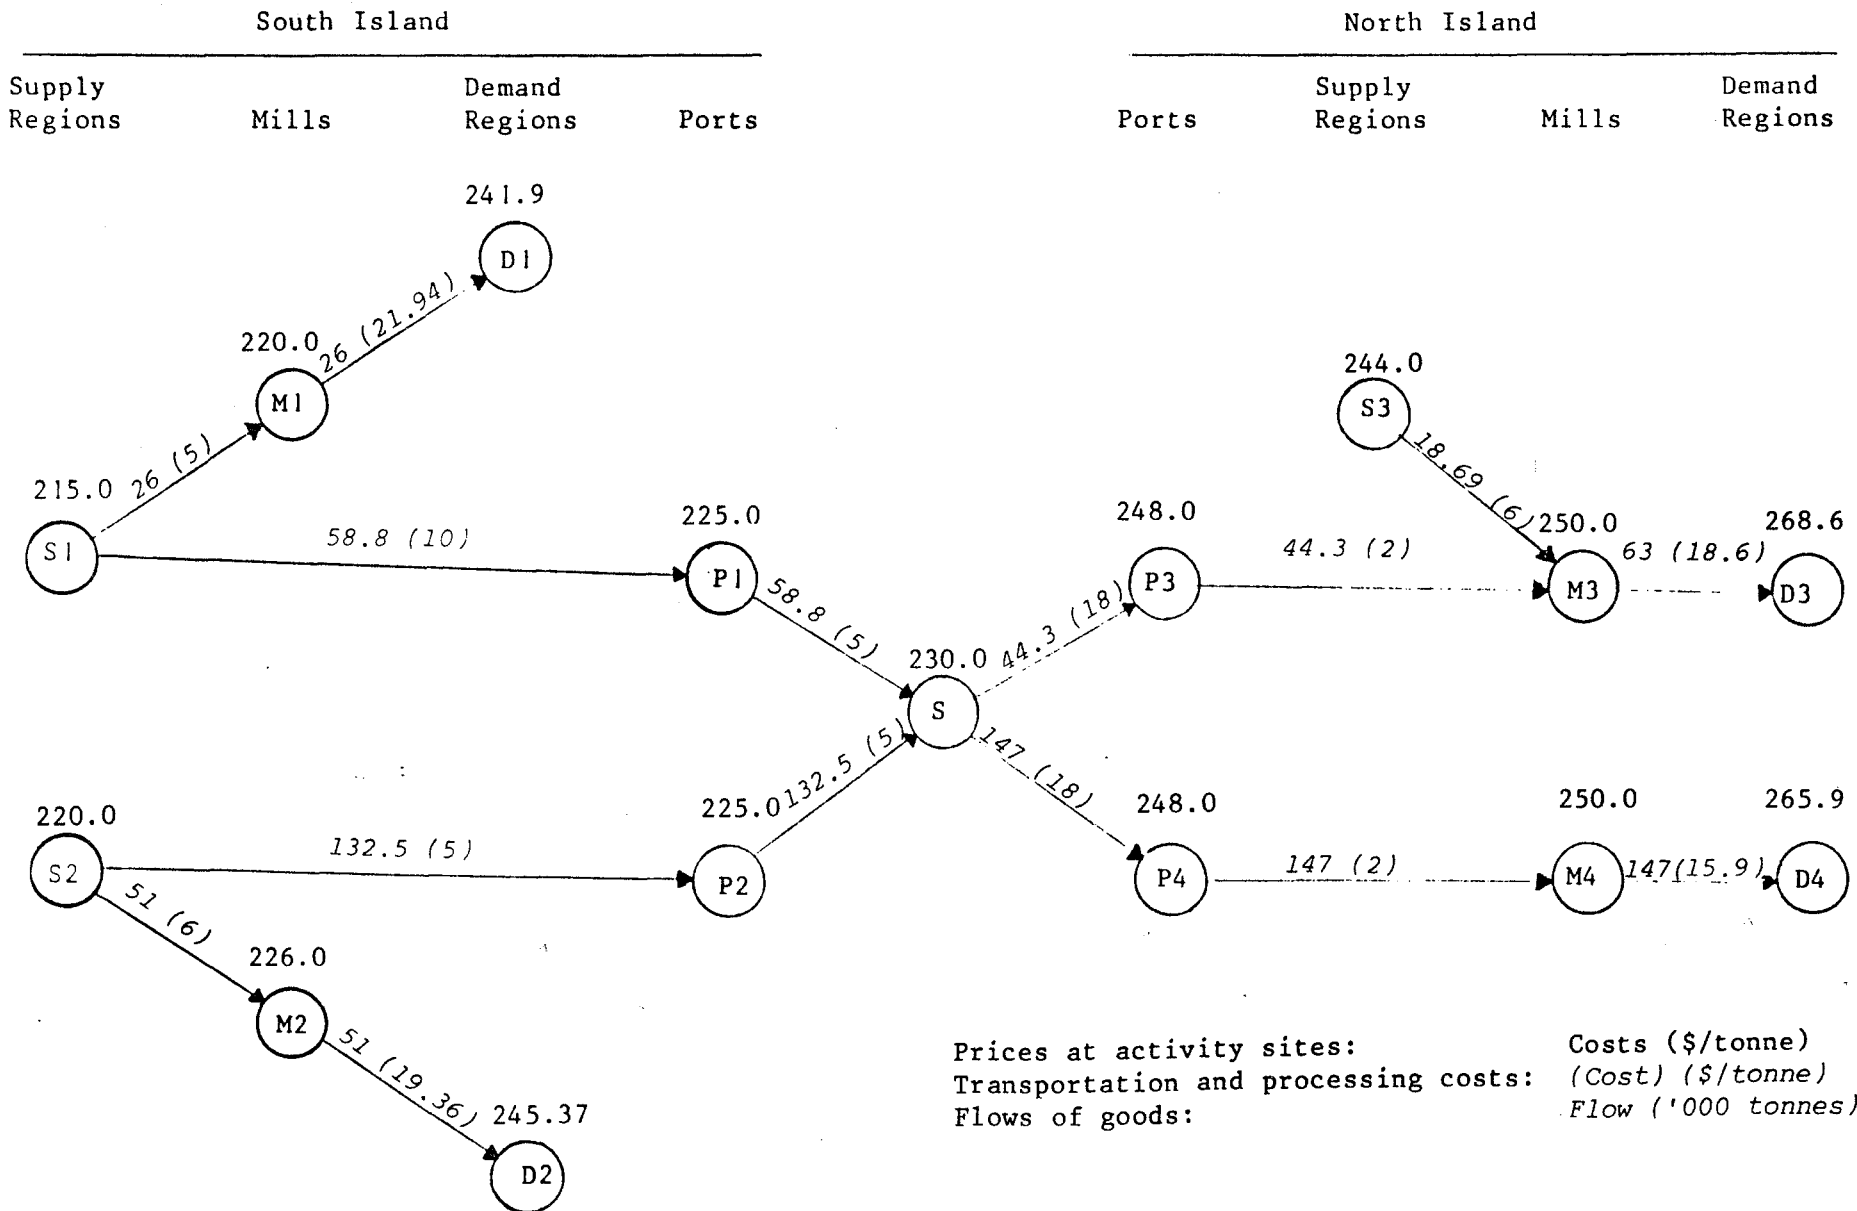 South Island
North Island
Supply Regions
Mills
Demand Regions
Ports
Ports
Supply Regions
Mills
Demand Regions
241.9
D1
26 (21.94)
220.0
M1
26 (5)
215.0
S1
58.8 (10)
225.0
P1
58.8 (5)
230.0
S
44.3 (18)
248.0
P3
44.3 (2)
244.0
S3
18.69 (6)
250.0
M3
63 (18.6)
268.6
D3
220.0
S2
132.5 (5)
225.0
P2
132.5 (5)
147 (18)
248.0
P4
147 (2)
250.0
M4
147(15.9)
265.9
D4
51 (6)
226.0
M2
51 (19.36)
245.37
D2
Prices at activity sites: Costs ($/tonne)
Transportation and processing costs: (Cost) ($/tonne)
Flows of goods: Flow ('000 tonnes)